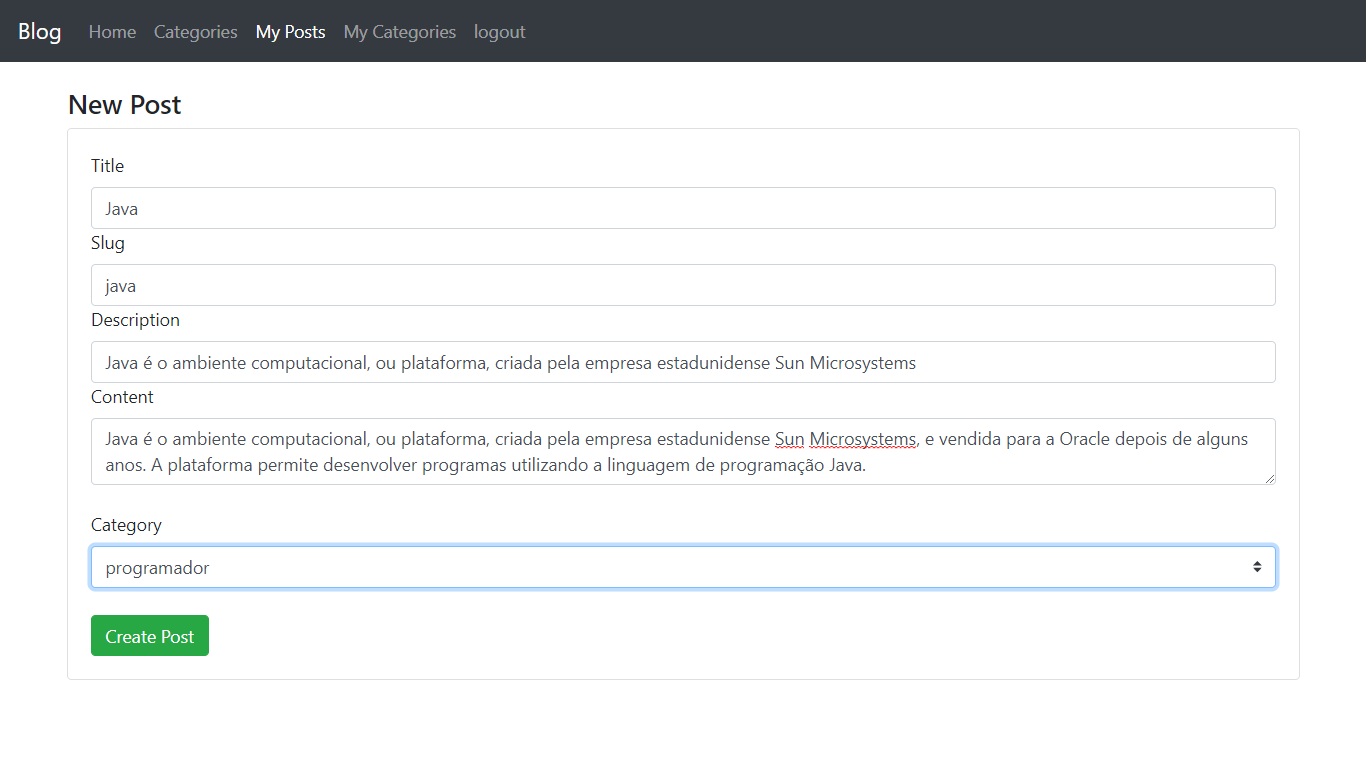 Blog Home Categories My Posts My Categories logout
New Post
Title
Java
Slug
java
Description
Java é o ambiente computacional, ou plataforma, criada pela empresa estadunidense Sun Microsystems
Content
Java é o ambiente computacional, ou plataforma, criada pela empresa estadunidense Sun Microsystems, e vendida para a Oracle depois de alguns
anos. A plataforma permite desenvolver programas utilizando a linguagem de programação Java.
Category
programador
Create Post